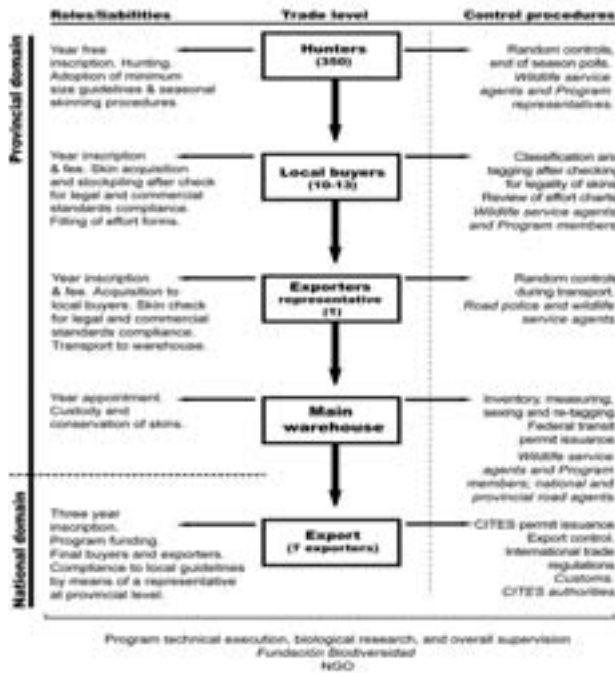 Roles/liabilities
Trade level
Control procedures
Provincial domain
National domain
Year free
inscription. Hunting.
Adoption of minimum
size guidelines & seasonal
skinning procedures.
Hunters
(350)
Random controls,
end of season polls.
Wildlife service
agents and Program
representatives.
Year inscription
& fee. Skin acquisition
and stockpiling after check
for legal and commercial
standards compliance.
Filling of effort forms.
Local buyers
(10-13)
Classification an
tagging after checking
for legality of skins
Review of effort charts
Wildlife service agents
and Program members
Year inscription
& fee. Acquisition to
local buyers. Skin check
for legal and commercial
standards compliance.
Transport to warehouse.
Exporters
representative
(1)
Random controls
during transport.
Road police and wildlife
service agents
Year appointment.
Custody and
conservation of skins.
Main
warehouse
Inventory, measuring,
sexing and re-tagging
Federal transit
permit issuance
Wildlife service
agents and Program
members; national and
provincial road agents
Three year
inscription.
Program funding.
Final buyers and exporters.
Compliance to local guidelines
by means of a representative
at provincial level.
Export
(7 exporters)
CITES permit issuance.
Export control.
International trade
regulations
Customs.
CITES authorities
Program technical execution, biological research, and overall supervision
Fundación Biodiversidad
NGO